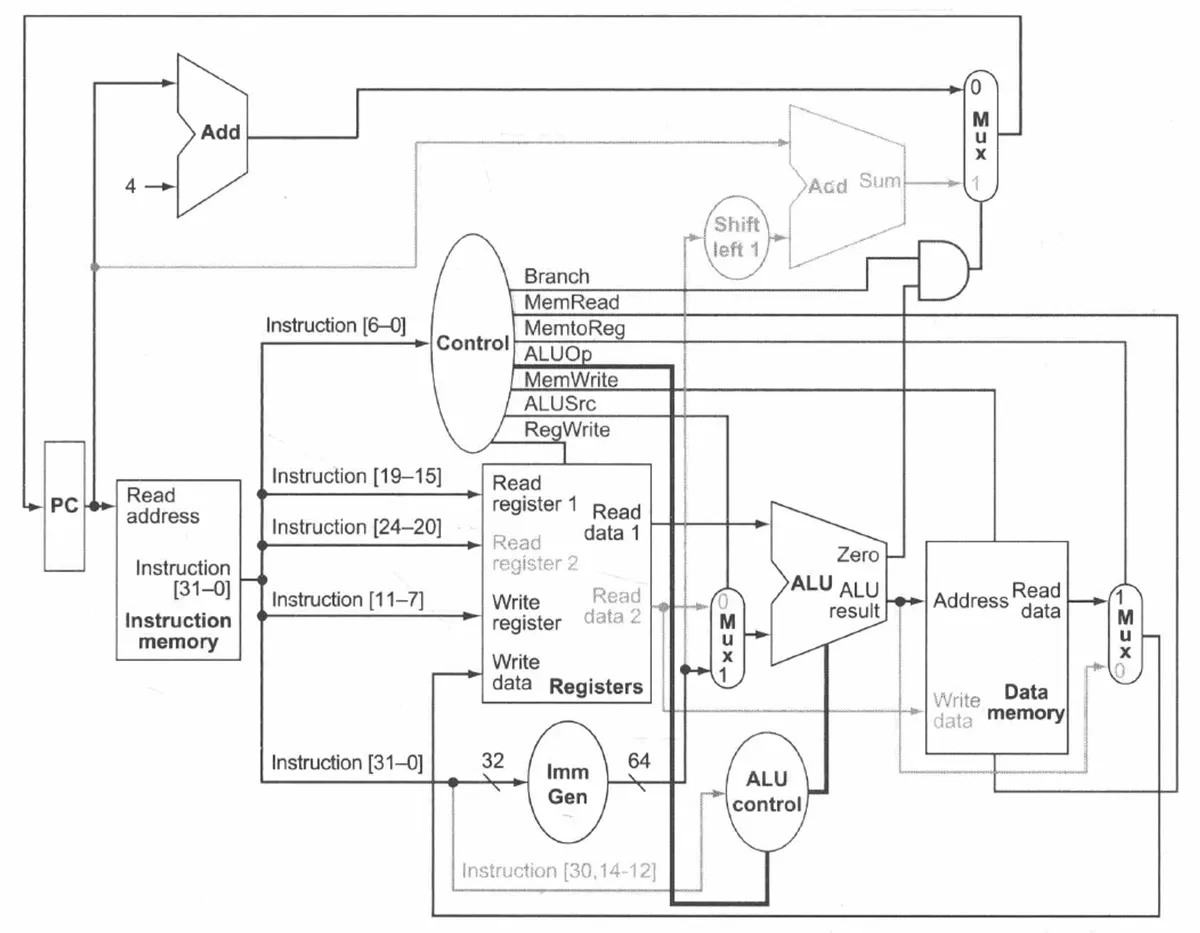 Add
4
0
Mux
1
Add Sum
Shift
left 1
Branch
MemRead
MemtoReg
ALUOp
MemWrite
ALUSrc
RegWrite
Control
Instruction [6–0]
PC
Read
address
Instruction
[31–0]
Instruction
memory
Instruction [19–15]
Instruction [24–20]
Instruction [11–7]
Instruction [31–0]
Read
register 1
Read
data 1
Read
register 2
Write
register
Read
data 2
Write
data
Registers
0
Mux
1
Zero
ALU
ALU
result
Address
Read
data
Write
data
Data
memory
1
Mux
0
32
Imm
Gen
64
ALU
control
Instruction [30,14-12]